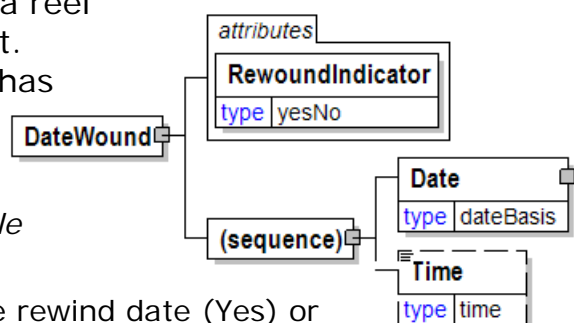 a reel
t.
has
le
e rewind date (Yes) or
attributes
RewoundIndicator
type yesNo
DateWound
(sequence)
Date
type dateBasis
Time
type time